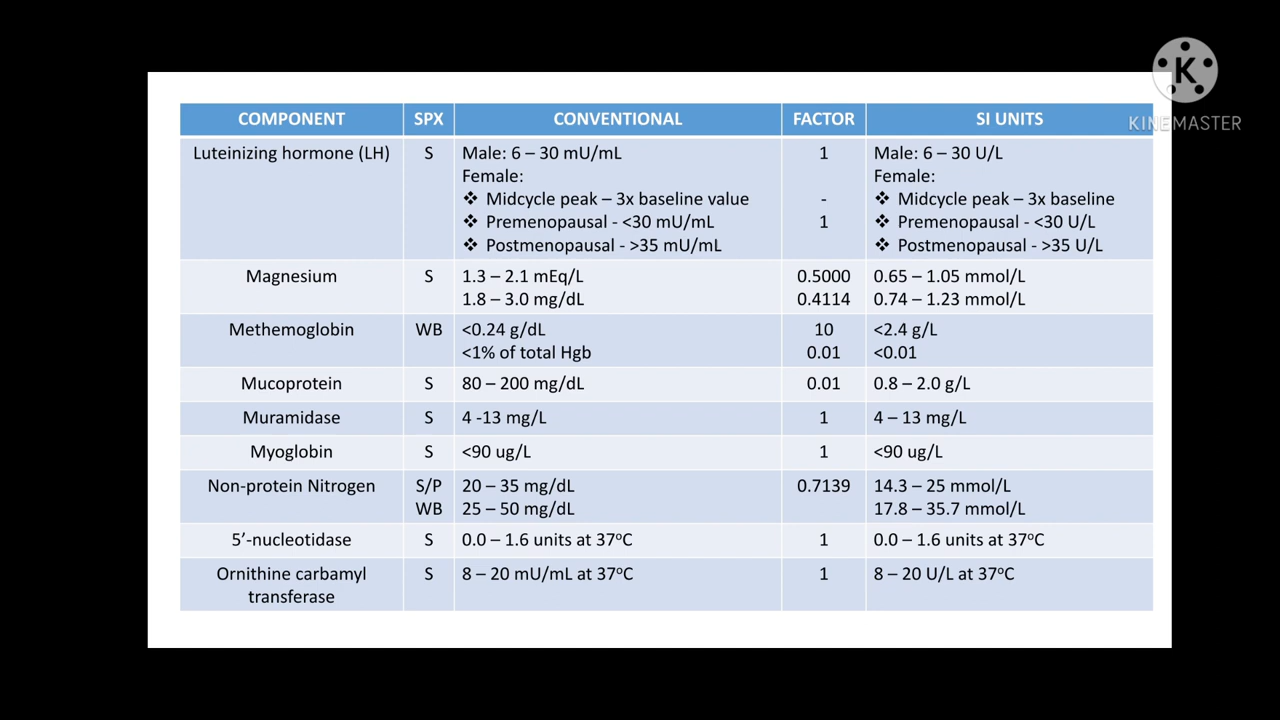 KINEMASTER
COMPONENT SPX CONVENTIONAL FACTOR SI UNITS
Luteinizing hormone (LH) S Male: 6 – 30 mU/mL 1 Male: 6 – 30 U/L
Female: Female:
❖ Midcycle peak – 3x baseline value - ❖ Midcycle peak – 3x baseline
❖ Premenopausal - <30 mU/mL 1 ❖ Premenopausal - <30 U/L
❖ Postmenopausal - >35 mU/mL ❖ Postmenopausal - >35 U/L
Magnesium S 1.3 – 2.1 mEq/L 0.5000 0.65 – 1.05 mmol/L
1.8 – 3.0 mg/dL 0.4114 0.74 – 1.23 mmol/L
Methemoglobin WB <0.24 g/dL 10 <2.4 g/L
<1% of total Hgb 0.01 <0.01
Mucoprotein S 80 – 200 mg/dL 0.01 0.8 – 2.0 g/L
Muramidase S 4 -13 mg/L 1 4 – 13 mg/L
Myoglobin S <90 ug/L 1 <90 ug/L
Non-protein Nitrogen S/P 20 – 35 mg/dL 0.7139 14.3 – 25 mmol/L
WB 25 – 50 mg/dL 17.8 – 35.7 mmol/L
5’-nucleotidase S 0.0 – 1.6 units at 37ºC 1 0.0 – 1.6 units at 37ºC
Ornithine carbamyl S 8 – 20 mU/mL at 37ºC 1 8 – 20 U/L at 37ºC
transferase